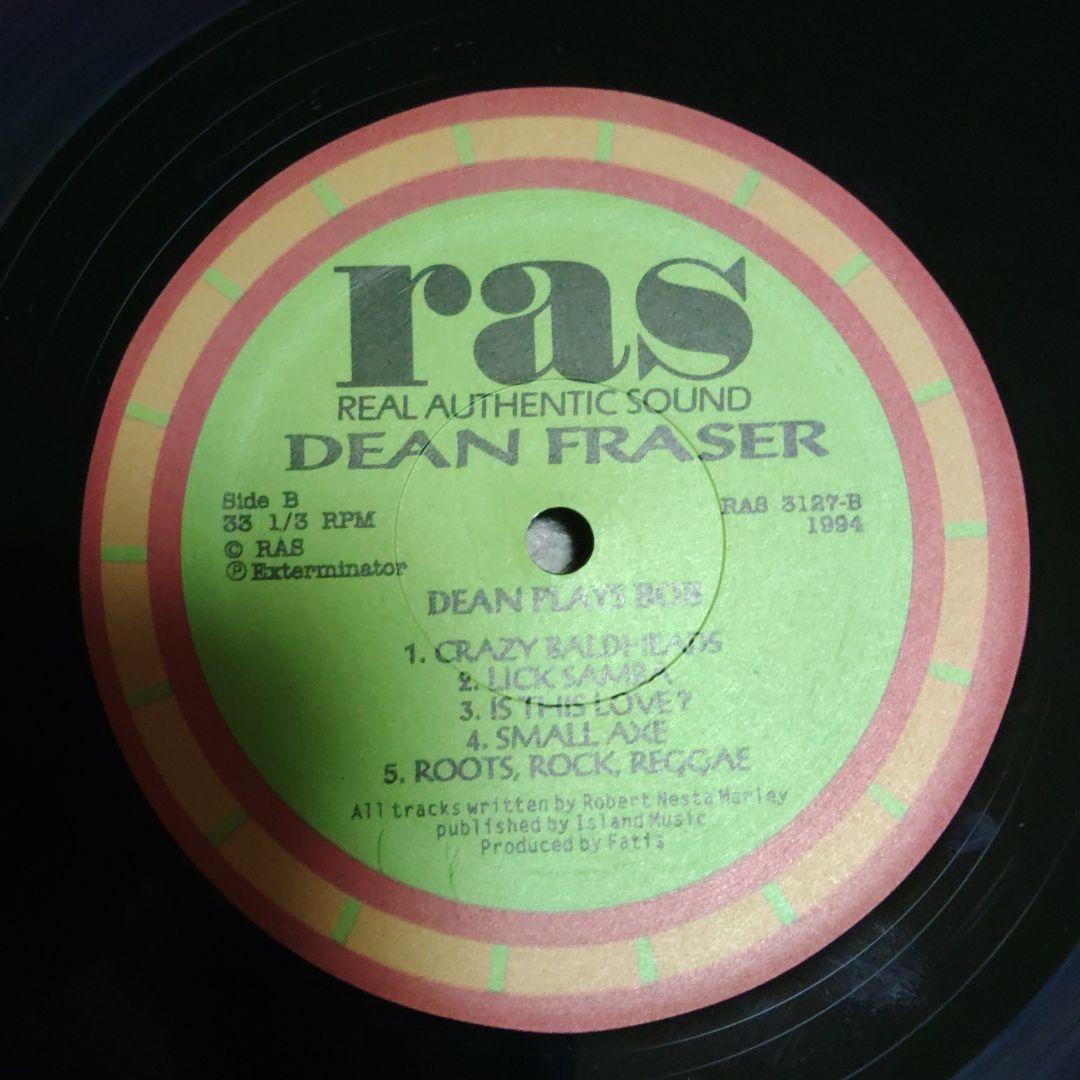 ras
REAL AUTHENTIC SOUND
DEAN FRASER
Side B
33 1/3 RPM
© RAS
℗ Exterminator
RAS 3127-B
1994
DEAN PLAYS BOB
1. CRAZY BALDHEADS
2. LICK SAMBA
3. IS THIS LOVE?
4. SMALL AXE
5. ROOTS, ROCK, REGGAE
All tracks written by Robert Nesta Marley
published by Island Music
Produced by Fatis